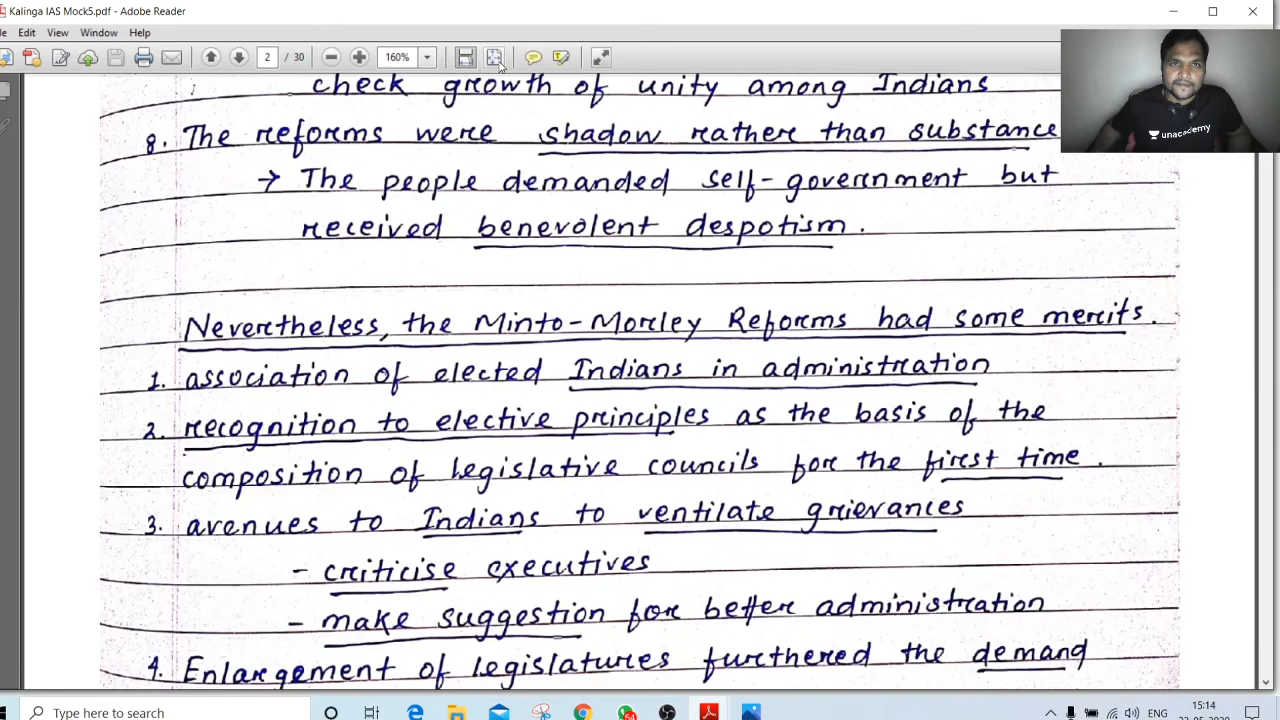 Kalinga IAS Mock5.pdf - Adobe Reader
File Edit View Window Help
2 / 30 160%
check growth of unity among Indians
8. The reforms were shadow rather than substance
→ The people demanded self-government but
received benevolent despotism.
Nevertheless, the Minto-Morley Reforms had some merits.
1. association of elected Indians in administration
2. recognition to elective principles as the basis of the
composition of legislative councils for the first time.
3. avenues to Indians to ventilate grievances
- criticise executives
- make suggestion for better administration
4. Enlargement of legislatures furthered the demand
unacademy
Type here to search
ENG
15:14